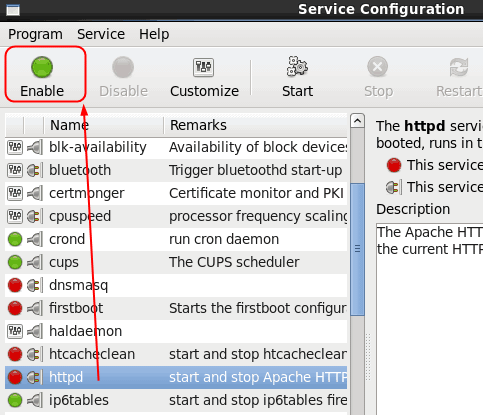 Service Configuration
Program Service Help
Enable Disable Customize Start Stop Restart
Name Remarks
blk-availability Availability of block devices
bluetooth Trigger bluetoothd start-up
certmonger Certificate monitor and PKI
cpuspeed processor frequency scaling
crond run cron daemon
cups The CUPS scheduler
dnsmasq
firstboot Starts the firstboot configur
haldaemon
htcacheclean start and stop htcacheclean
httpd start and stop Apache HTTP
ip6tables start and stop ip6tables fire
The httpd servi
booted, runs in t
This service
This service
Description
The Apache HTT
the current HTTP